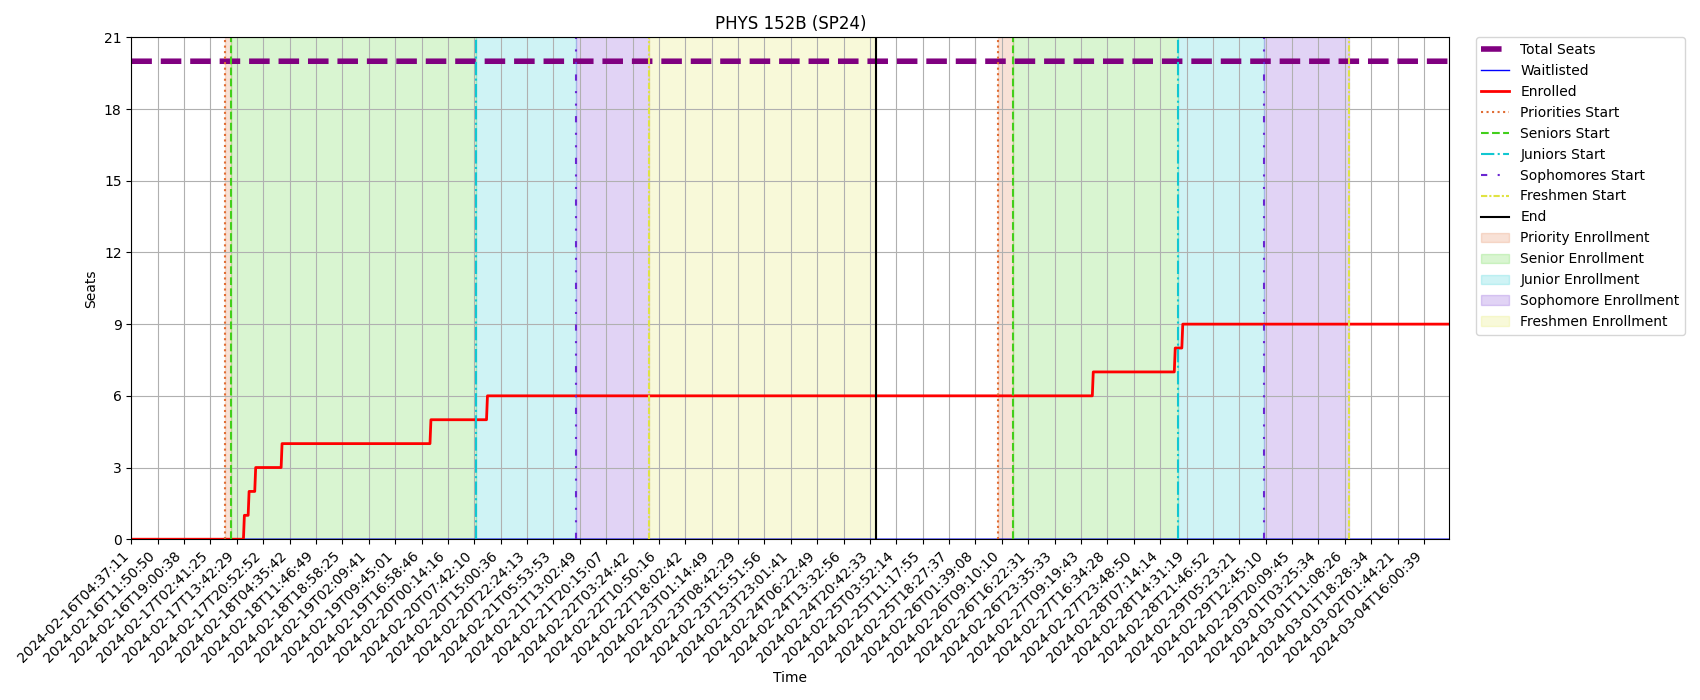 PHYS 152B (SP24)
21
18
15
12
9
6
3
0
Seats
Total Seats
Waitlisted
Enrolled
Priorities Start
Seniors Start
Juniors Start
Sophomores Start
Freshmen Start
End
Priority Enrollment
Senior Enrollment
Junior Enrollment
Sophomore Enrollment
Freshmen Enrollment
2024-02-16T04:37:11
2024-02-16T11:50:50
2024-02-16T19:00:38
2024-02-17T02:41:25
2024-02-17T13:42:29
2024-02-17T20:52:52
2024-02-18T04:35:42
2024-02-18T11:46:49
2024-02-18T18:58:25
2024-02-19T02:09:41
2024-02-19T09:45:01
2024-02-19T16:58:46
2024-02-20T00:14:16
2024-02-20T07:42:10
2024-02-20T15:00:36
2024-02-20T22:24:13
2024-02-21T05:53:53
2024-02-21T13:02:49
2024-02-21T20:15:07
2024-02-22T03:24:42
2024-02-22T10:50:16
2024-02-22T18:02:42
2024-02-23T01:14:49
2024-02-23T08:42:29
2024-02-23T15:51:56
2024-02-23T23:01:41
2024-02-24T06:22:49
2024-02-24T13:32:56
2024-02-24T20:42:33
2024-02-25T03:52:14
2024-02-25T11:17:55
2024-02-25T18:27:37
2024-02-26T01:39:08
2024-02-26T09:10:10
2024-02-26T16:22:31
2024-02-26T23:35:33
2024-02-27T09:19:43
2024-02-27T16:34:28
2024-02-27T23:48:50
2024-02-28T07:14:14
2024-02-28T14:31:19
2024-02-28T21:46:52
2024-02-29T05:23:21
2024-02-29T12:45:10
2024-02-29T20:09:45
2024-03-01T03:25:34
2024-03-01T11:08:26
2024-03-01T18:28:34
2024-03-02T01:44:21
2024-03-04T16:00:39
Time